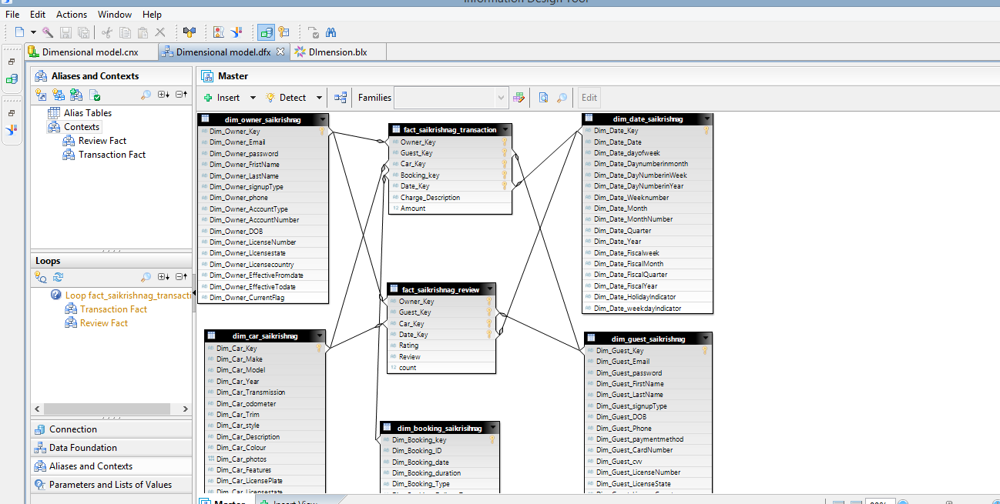 Information Design Tool
File Edit Actions Window Help
Dimensional model.cnx
Dimensional model.dfx
DImension.blx
Aliases and Contexts
Alias Tables
Contexts
Review Fact
Transaction Fact
Loops
Loop fact_saikrishnag_transacti
Transaction Fact
Review Fact
Connection
Data Foundation
Aliases and Contexts
Parameters and Lists of Values
Master
Insert Detect Families Edit
dim_owner_saikrishnag
Dim_Owner_Key
Dim_Owner_Email
Dim_Owner_password
Dim_Owner_FristName
Dim_Owner_LastName
Dim_Owner_signupType
Dim_Owner_phone
Dim_Owner_AccountType
Dim_Owner_AccountNumber
Dim_Owner_DOB
Dim_Owner_LicenseNumber
Dim_Owner_LIcensestate
Dim_Owner_Licensecountry
Dim_Owner_EffectiveFromdate
Dim_Owner_EffectiveTodate
Dim_Owner_CurrentFlag
fact_saikrishnag_transaction
Owner_Key
Guest_Key
Car_Key
Booking_key
Date_Key
Charge_Description
12 Amount
dim_date_saikrishnag
Dim_Date_Key
Dim_Date_Date
Dim_Date_dayofweek
Dim_Date_Daynumberinmonth
Dim_Date_DayNumberinWeek
Dim_Date_DayNumberinYear
Dim_Date_Weeknumber
Dim_Date_Month
Dim_Date_MonthNumber
Dim_Date_Quarter
Dim_Date_Year
Dim_Date_Fiscalweek
Dim_Date_FiscalMonth
Dim_Date_FiscalQuarter
Dim_Date_FiscalYear
Dim_Date_HolidayIndicator
Dim_Date_weekdayIndicator
fact_saikrishnag_review
Owner_Key
Guest_Key
Car_Key
Date_Key
Rating
Review
12 count
dim_car_saikrishnag
Dim_Car_Key
Dim_Car_Make
Dim_Car_Model
Dim_Car_Year
Dim_Car_Transmission
Dim_Car_odometer
Dim_Car_Trim
Dim_Car_style
Dim_Car_Description
Dim_Car_Colour
Dim_Car_photos
Dim_Car_Features
Dim_Car_LicensePlate
Dim_Car_Licensestate
dim_booking_saikrisihnag
Dim_Booking_key
Dim_Booking_ID
Dim_Booking_date
Dim_Booking_duration
Dim_Booking_Type
dim_guest_saikrishnag
Dim_Guest_Key
Dim_Guest_Email
Dim_Guest_password
Dim_Guest_FirstName
Dim_Guest_LastName
Dim_Guest_signupType
Dim_Guest_DOB
Dim_Guest_Phone
Dim_Guest_paymentmethod
Dim_Guest_CardNumber
Dim_Guest_cvv
Dim_Guest_LicenseNumber
Dim_Guest_LicenseState
Master
Insert View